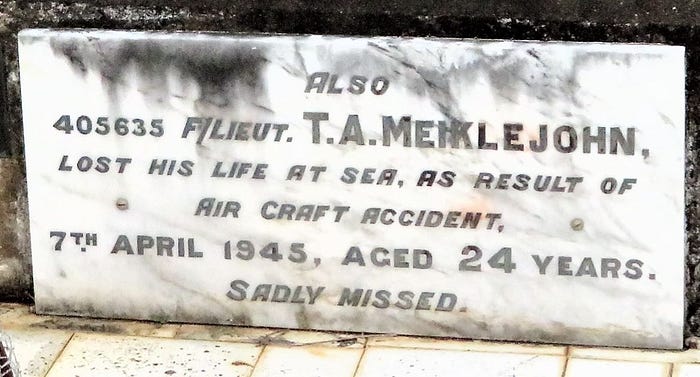 ALSO
405635 F/LIEUT. T.A. MEIKLEJOHN,
LOST HIS LIFE AT SEA, AS RESULT OF
AIR CRAFT ACCIDENT,
7TH APRIL 1945, AGED 24 YEARS.
SADLY MISSED.